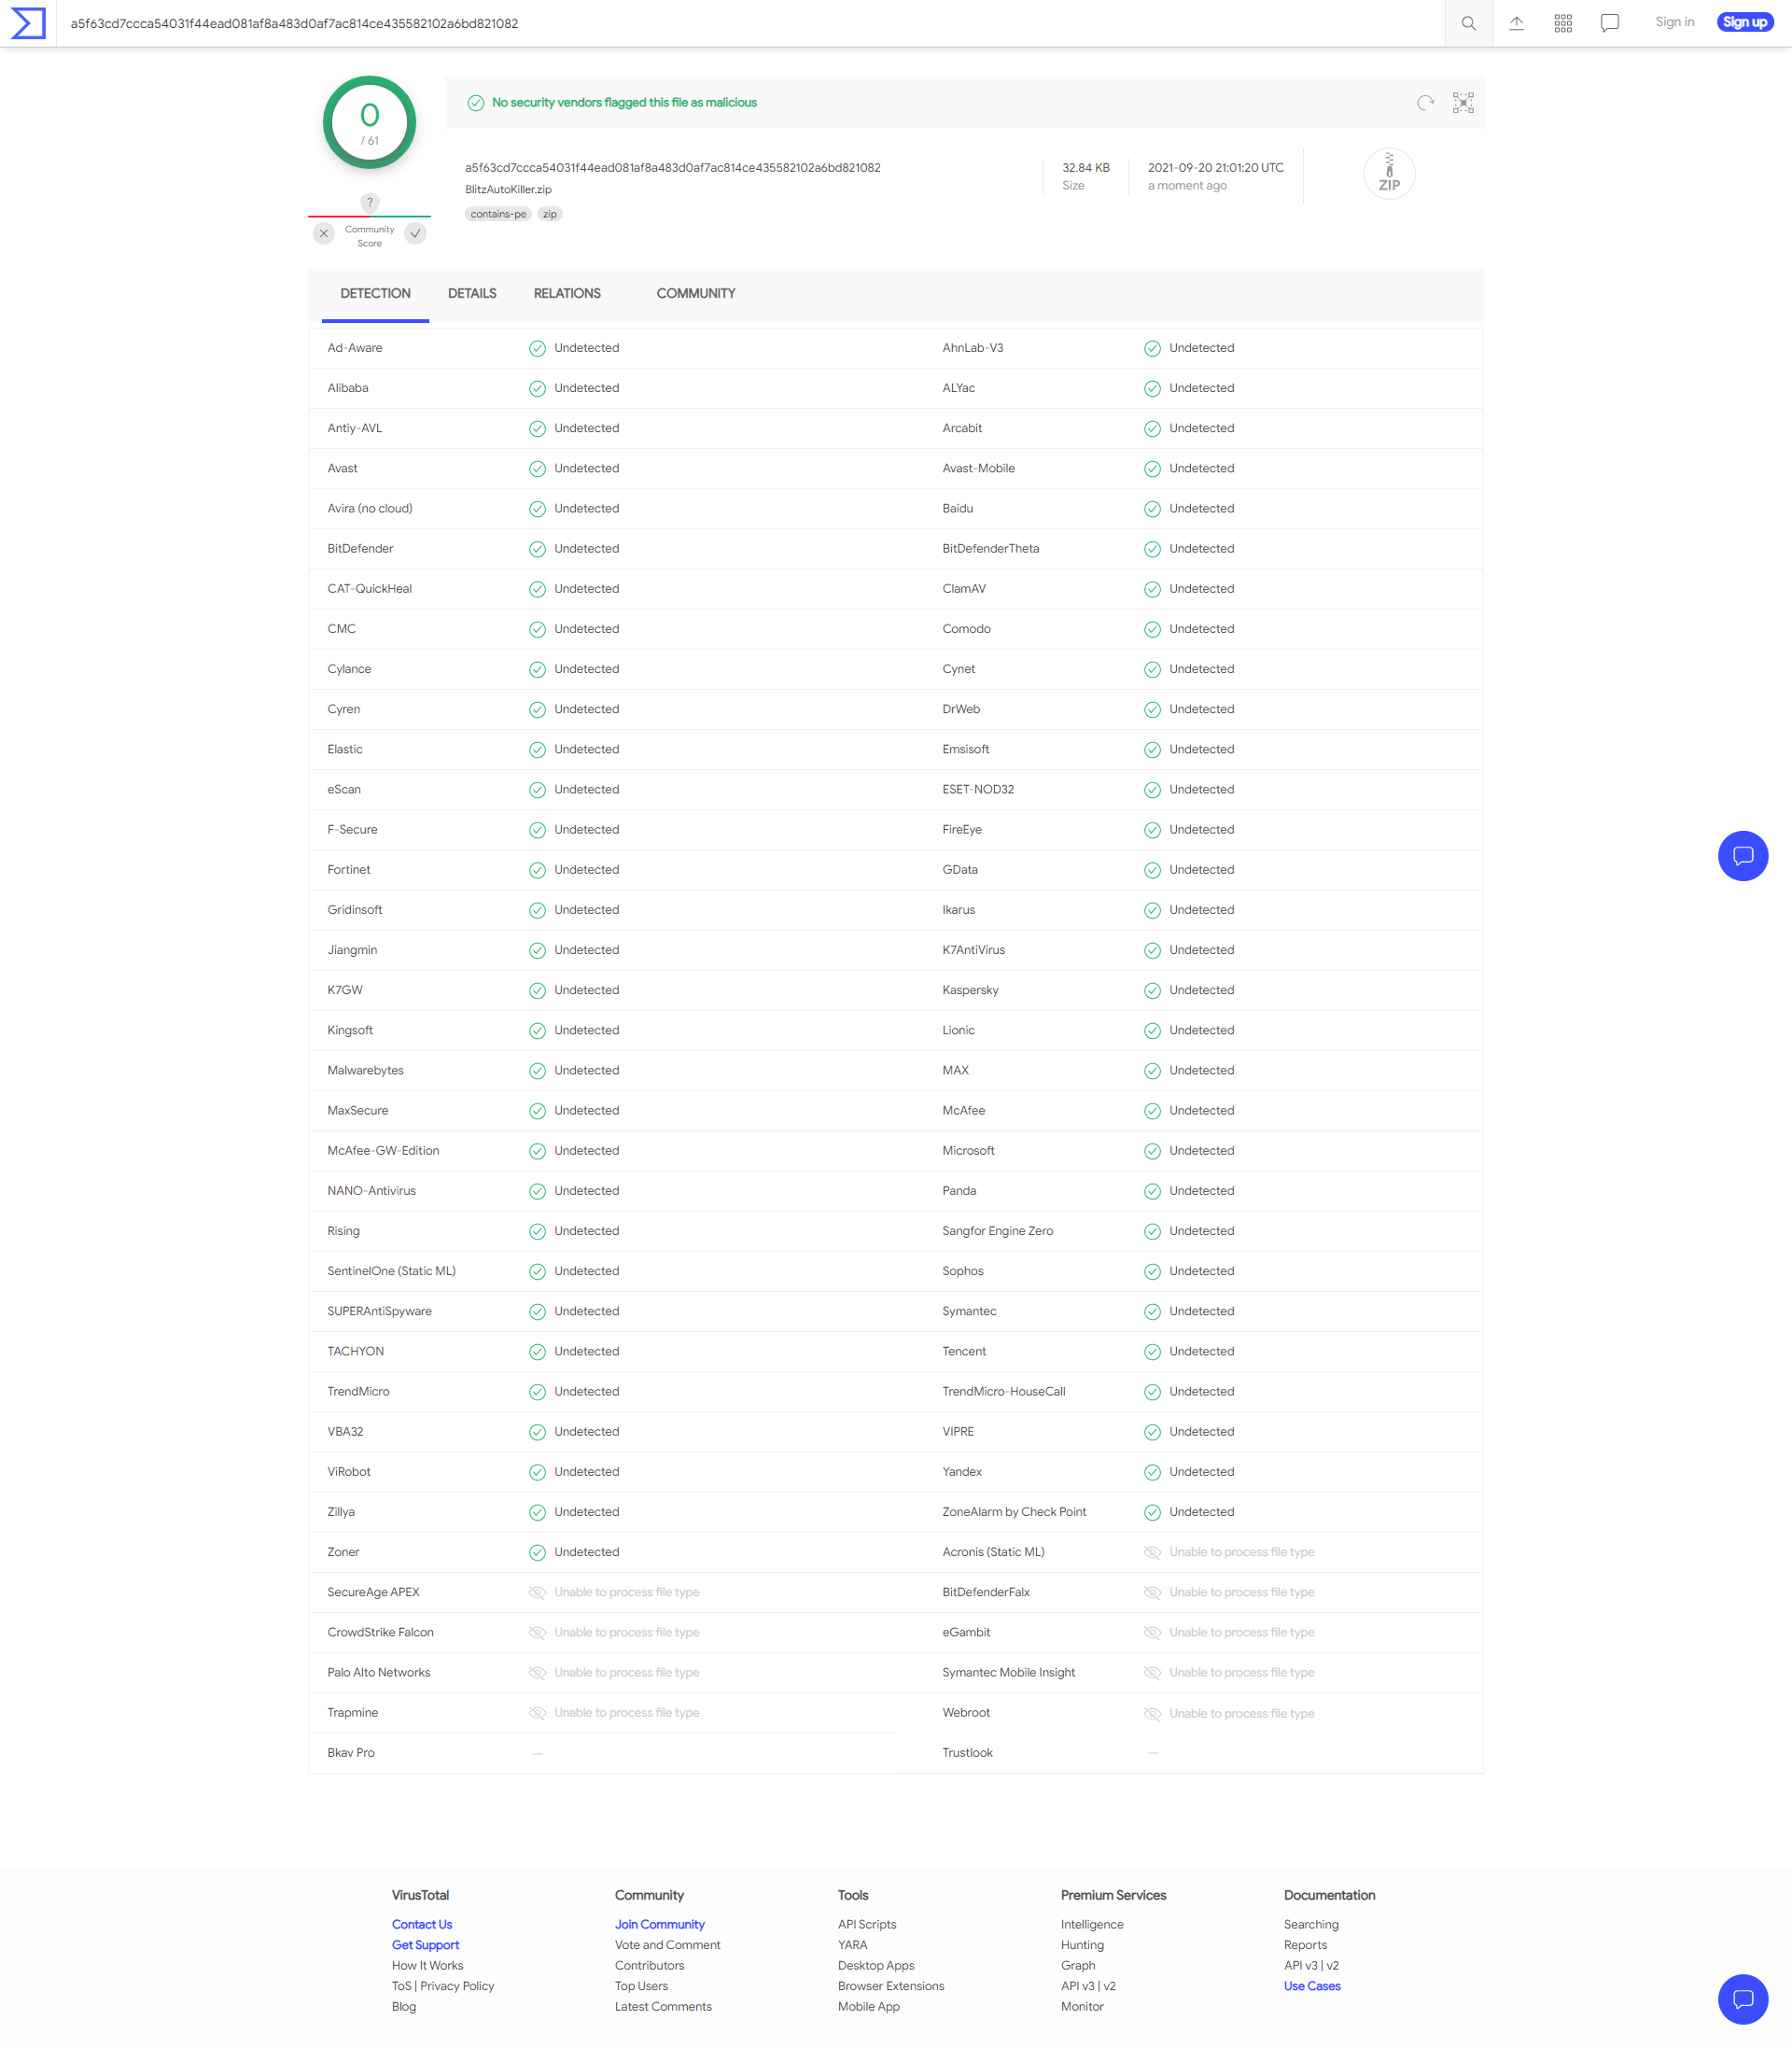 a5f63cd7ccca54031f44ead081af8a483d0af7ac814ce435582102a6bd821082
Sign in
Sign up
0
/ 61
?
Community
Score
No security vendors flagged this file as malicious
a5f63cd7ccca54031f44ead081af8a483d0af7ac814ce435582102a6bd821082
BlitzAutoKiller.zip
contains-pe zip
32.84 KB
Size
2021-09-20 21:01:20 UTC
a moment ago
ZIP
DETECTION DETAILS RELATIONS COMMUNITY
Ad-Aware Undetected AhnLab-V3 Undetected
Alibaba Undetected ALYac Undetected
Antiy-AVL Undetected Arcabit Undetected
Avast Undetected Avast-Mobile Undetected
Avira (no cloud) Undetected Baidu Undetected
BitDefender Undetected BitDefenderTheta Undetected
CAT-QuickHeal Undetected ClamAV Undetected
CMC Undetected Comodo Undetected
Cylance Undetected Cynet Undetected
Cyren Undetected DrWeb Undetected
Elastic Undetected Emsisoft Undetected
eScan Undetected ESET-NOD32 Undetected
F-Secure Undetected FireEye Undetected
Fortinet Undetected GData Undetected
Gridinsoft Undetected Ikarus Undetected
Jiangmin Undetected K7AntiVirus Undetected
K7GW Undetected Kaspersky Undetected
Kingsoft Undetected Lionic Undetected
Malwarebytes Undetected MAX Undetected
MaxSecure Undetected McAfee Undetected
McAfee-GW-Edition Undetected Microsoft Undetected
NANO-Antivirus Undetected Panda Undetected
Rising Undetected Sangfor Engine Zero Undetected
SentinelOne (Static ML) Undetected Sophos Undetected
SUPERAntiSpyware Undetected Symantec Undetected
TACHYON Undetected Tencent Undetected
TrendMicro Undetected TrendMicro-HouseCall Undetected
VBA32 Undetected VIPRE Undetected
ViRobot Undetected Yandex Undetected
Zillya Undetected ZoneAlarm by Check Point Undetected
Zoner Undetected Acronis (Static ML) Unable to process file type
SecureAge APEX Unable to process file type BitDefenderFalx Unable to process file type
CrowdStrike Falcon Unable to process file type eGambit Unable to process file type
Palo Alto Networks Unable to process file type Symantec Mobile Insight Unable to process file type
Trapmine Unable to process file type Webroot Unable to process file type
Bkav Pro — Trustlook —
VirusTotal
Contact Us
Get Support
How It Works
ToS | Privacy Policy
Blog
Community
Join Community
Vote and Comment
Contributors
Top Users
Latest Comments
Tools
API Scripts
YARA
Desktop Apps
Browser Extensions
Mobile App
Premium Services
Intelligence
Hunting
Graph
API v3 | v2
Monitor
Documentation
Searching
Reports
API v3 | v2
Use Cases